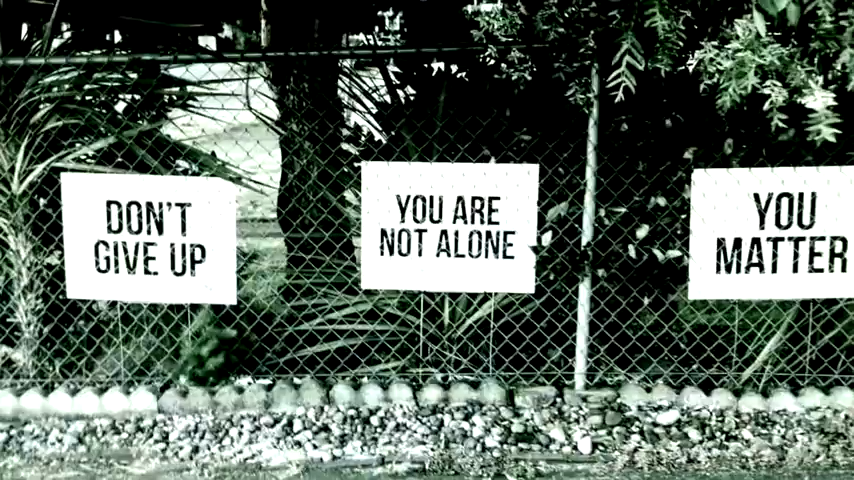 DON'T
GIVE UP
YOU ARE
NOT ALONE
YOU
MATTER